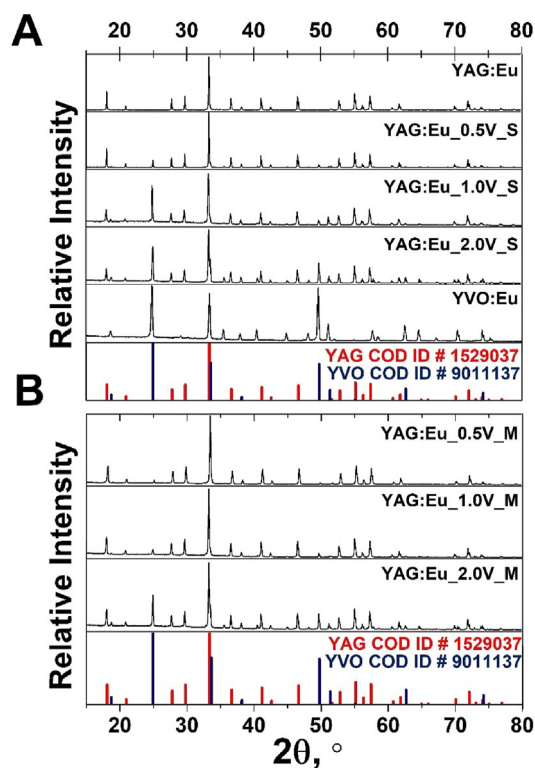 A
20 30 40 50 60 70 80
Relative Intensity
YAG:Eu
YAG:Eu_0.5V_S
YAG:Eu_1.0V_S
YAG:Eu_2.0V_S
YVO:Eu
YAG COD ID # 1529037
YVO COD ID # 9011137
B
Relative Intensity
YAG:Eu_0.5V_M
YAG:Eu_1.0V_M
YAG:Eu_2.0V_M
YAG COD ID # 1529037
YVO COD ID # 9011137
20 30 40 50 60 70 80
2θ, °